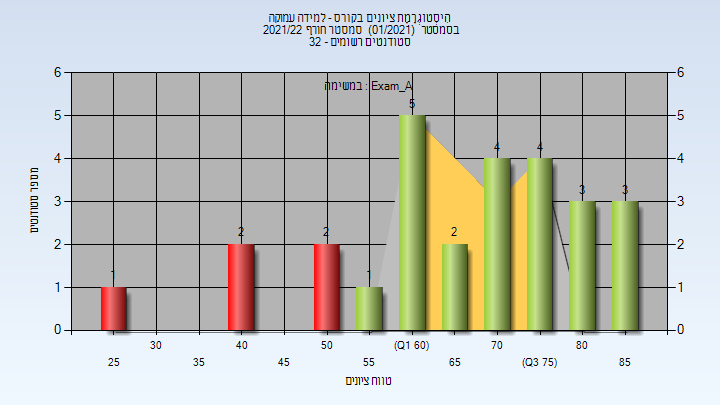 היסטוגרמת ציונים בקורס - למידה עמוקה
בסמסטר (01/2021) סמסטר חורף 2021/22
סטודנטים רשומים - 32
במשימה : Exam_A
מספר סטודנטים
6 6
5 5
4 4
3 3
2 2
1 1
0 0
1 2 2 1 5 2 4 4 3 3
30 40 50 (Q1 60) 70 80
25 35 45 55 65 (Q3 75) 85
טווח ציונים